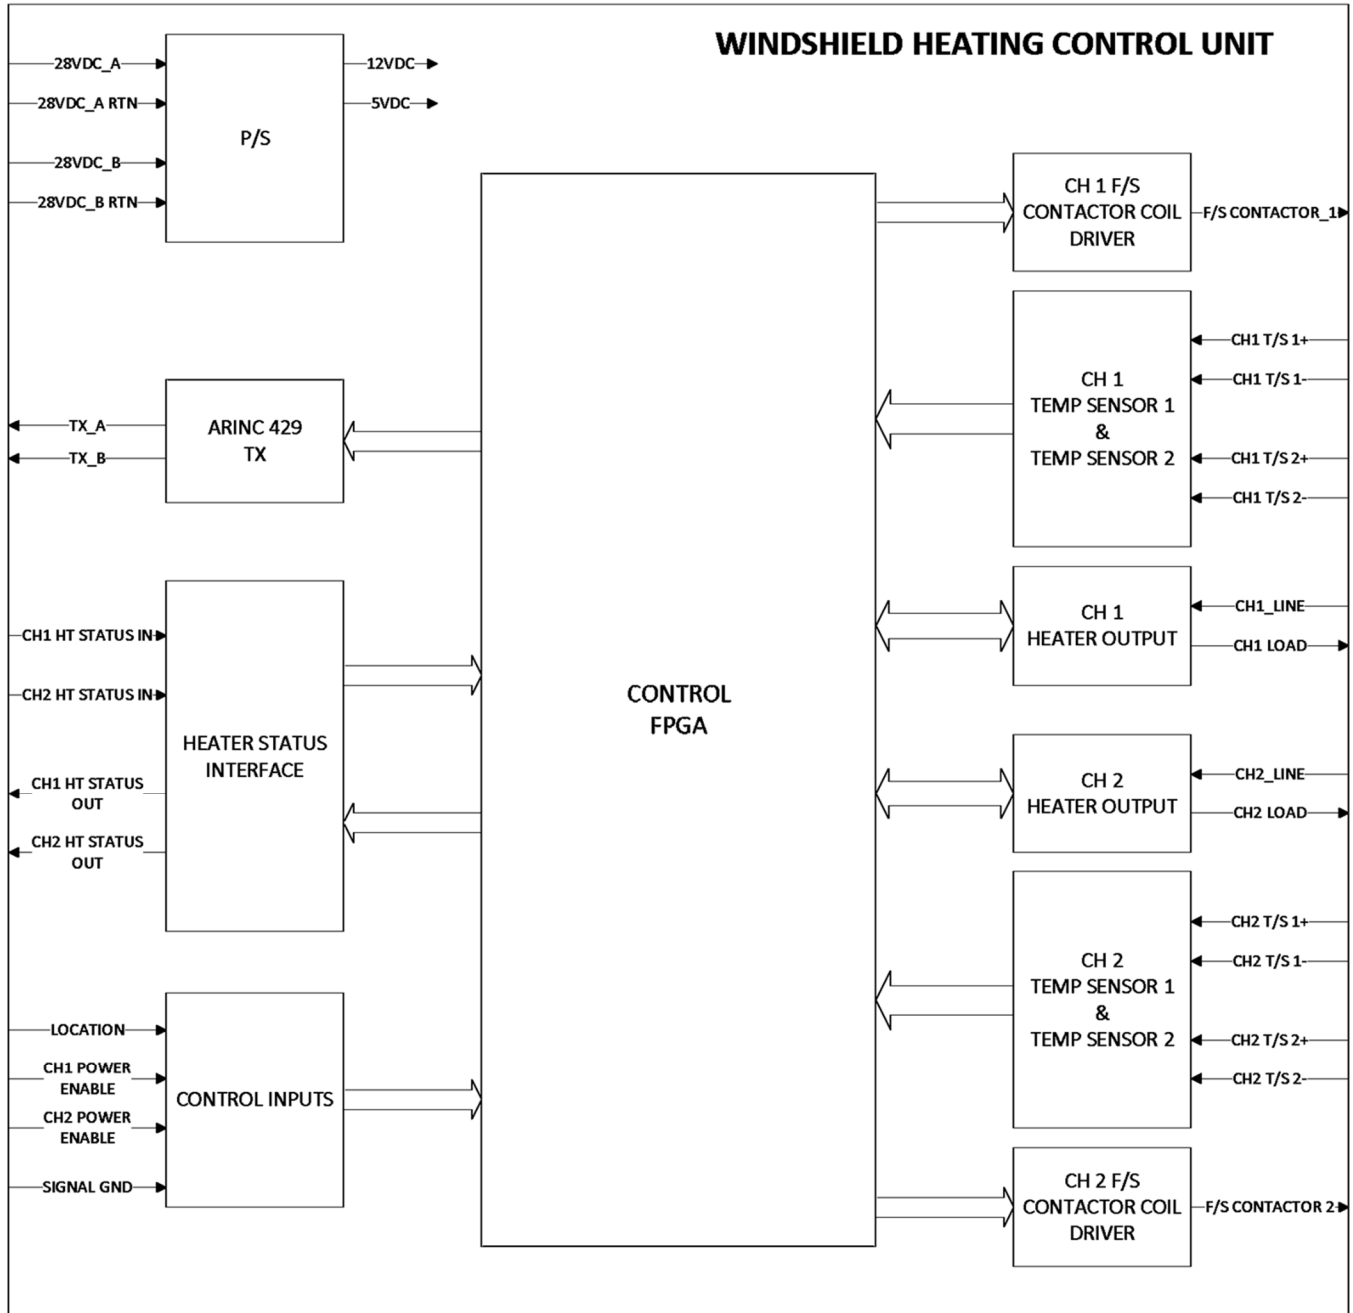 WINDSHIELD HEATING CONTROL UNIT
28VDC_A
28VDC_A RTN
28VDC_B
28VDC_B RTN
P/S
12VDC
5VDC
TX_A
TX_B
ARINC 429
TX
CH1 HT STATUS IN
CH2 HT STATUS IN
CH1 HT STATUS
OUT
CH2 HT STATUS
OUT
HEATER STATUS
INTERFACE
LOCATION
CH1 POWER
ENABLE
CH2 POWER
ENABLE
SIGNAL GND
CONTROL INPUTS
CONTROL
FPGA
CH 1 F/S
CONTACTOR COIL
DRIVER
F/S CONTACTOR_1
CH 1
TEMP SENSOR 1
&
TEMP SENSOR 2
CH1 T/S 1+
CH1 T/S 1-
CH1 T/S 2+
CH1 T/S 2-
CH 1
HEATER OUTPUT
CH1_LINE
CH1 LOAD
CH 2
HEATER OUTPUT
CH2_LINE
CH2 LOAD
CH 2
TEMP SENSOR 1
&
TEMP SENSOR 2
CH2 T/S 1+
CH2 T/S 1-
CH2 T/S 2+
CH2 T/S 2-
CH 2 F/S
CONTACTOR COIL
DRIVER
F/S CONTACTOR 2